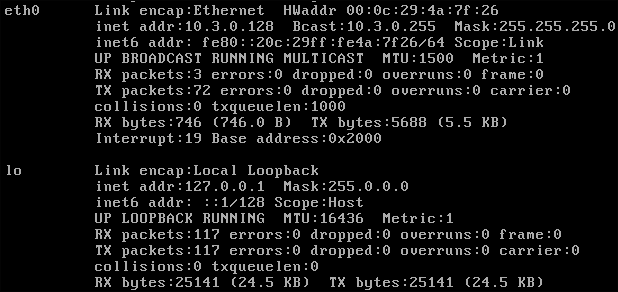 eth0 Link encap:Ethernet HWaddr 00:0c:29:4a:7f:26
inet addr:10.3.0.128 Bcast:10.3.0.255 Mask:255.255.255.0
inet6 addr: fe80::20c:29ff:fe4a:7f26/64 Scope:Link
UP BROADCAST RUNNING MULTICAST MTU:1500 Metric:1
RX packets:3 errors:0 dropped:0 overruns:0 frame:0
TX packets:72 errors:0 dropped:0 overruns:0 carrier:0
collisions:0 txqueuelen:1000
RX bytes:746 (746.0 B) TX bytes:5688 (5.5 KB)
Interrupt:19 Base address:0x2000
lo Link encap:Local Loopback
inet addr:127.0.0.1 Mask:255.0.0.0
inet6 addr: ::1/128 Scope:Host
UP LOOPBACK RUNNING MTU:16436 Metric:1
RX packets:117 errors:0 dropped:0 overruns:0 frame:0
TX packets:117 errors:0 dropped:0 overruns:0 carrier:0
collisions:0 txqueuelen:0
RX bytes:25141 (24.5 KB) TX bytes:25141 (24.5 KB)